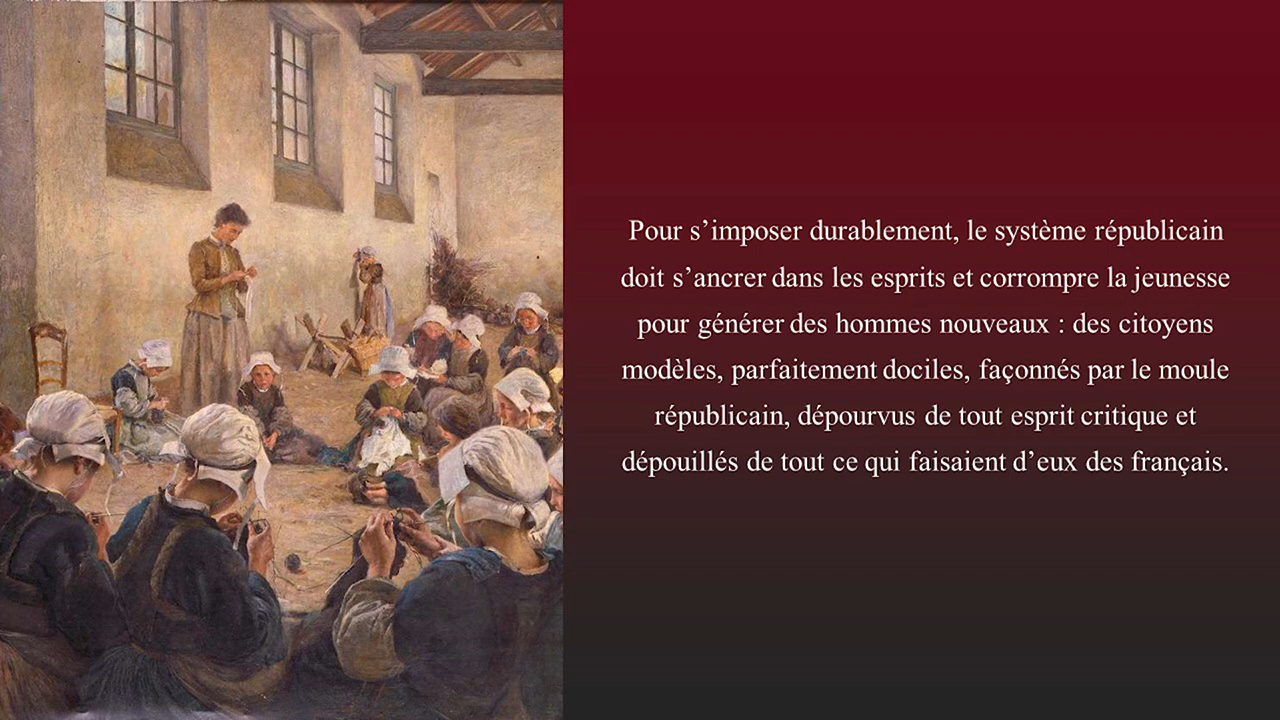 Pour s’imposer durablement, le système républicain
doit s’ancrer dans les esprits et corrompre la jeunesse
pour générer des hommes nouveaux : des citoyens
modèles, parfaitement dociles, façonnés par le moule
républicain, dépourvus de tout esprit critique et
dépouillés de tout ce qui faisaient d’eux des français.